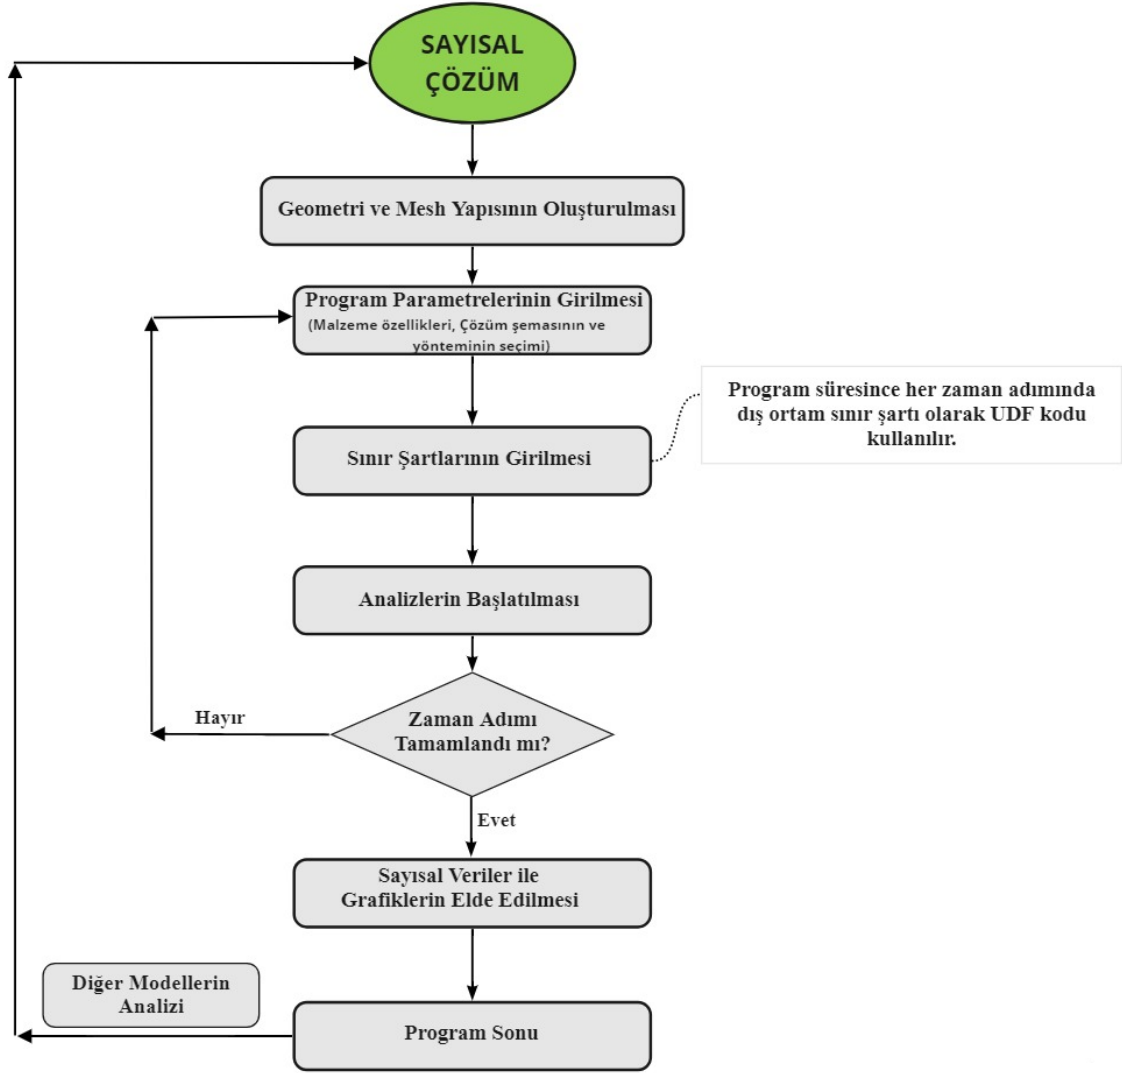 SAYISAL
ÇÖZÜM
Geometri ve Mesh Yapısının Oluşturulması
Program Parametrelerinin Girilmesi
(Malzeme özellikleri, Çözüm şemasının ve
yönteminin seçimi)
Program süresince her zaman adımında
dış ortam sınır şartı olarak UDF kodu
kullanılır.
Sınır Şartlarının Girilmesi
Analizlerin Başlatılması
Zaman Adımı
Tamamlandı mı?
Hayır
Evet
Sayısal Veriler ile
Grafiklerin Elde Edilmesi
Diğer Modellerin
Analizi
Program Sonu